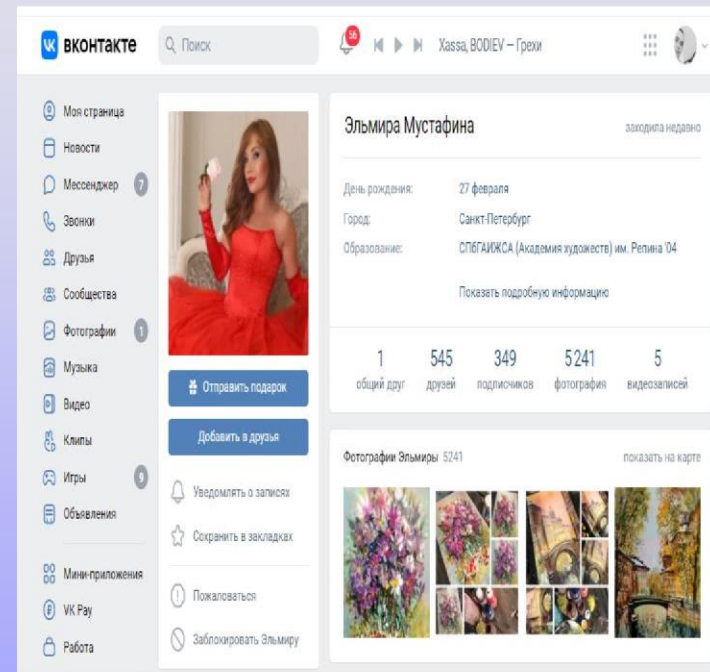 вконтакте
Поиск
56
Xassa, BODIEV — Грехи
Моя страница
Новости
Мессенджер 7
Звонки
Друзья
Сообщества
Фотографии 1
Музыка
Видео
Клипы
Игры 9
Объявления
Мини-приложения
VK Pay
Работа
Отправить подарок
Добавить в друзья
Уведомлять о записях
Сохранить в закладках
Пожаловаться
Заблокировать Эльмиру
Эльмира Мустафина
заходила недавно
День рождения: 27 февраля
Город: Санкт-Петербург
Образование: СПбГАИЖСА (Академия художеств) им. Репина '04
Показать подробную информацию
1 545 349 5 241 5
общий друг друзей подписчиков фотография видеозаписей
Фотографии Эльмиры 5241
показать на карте